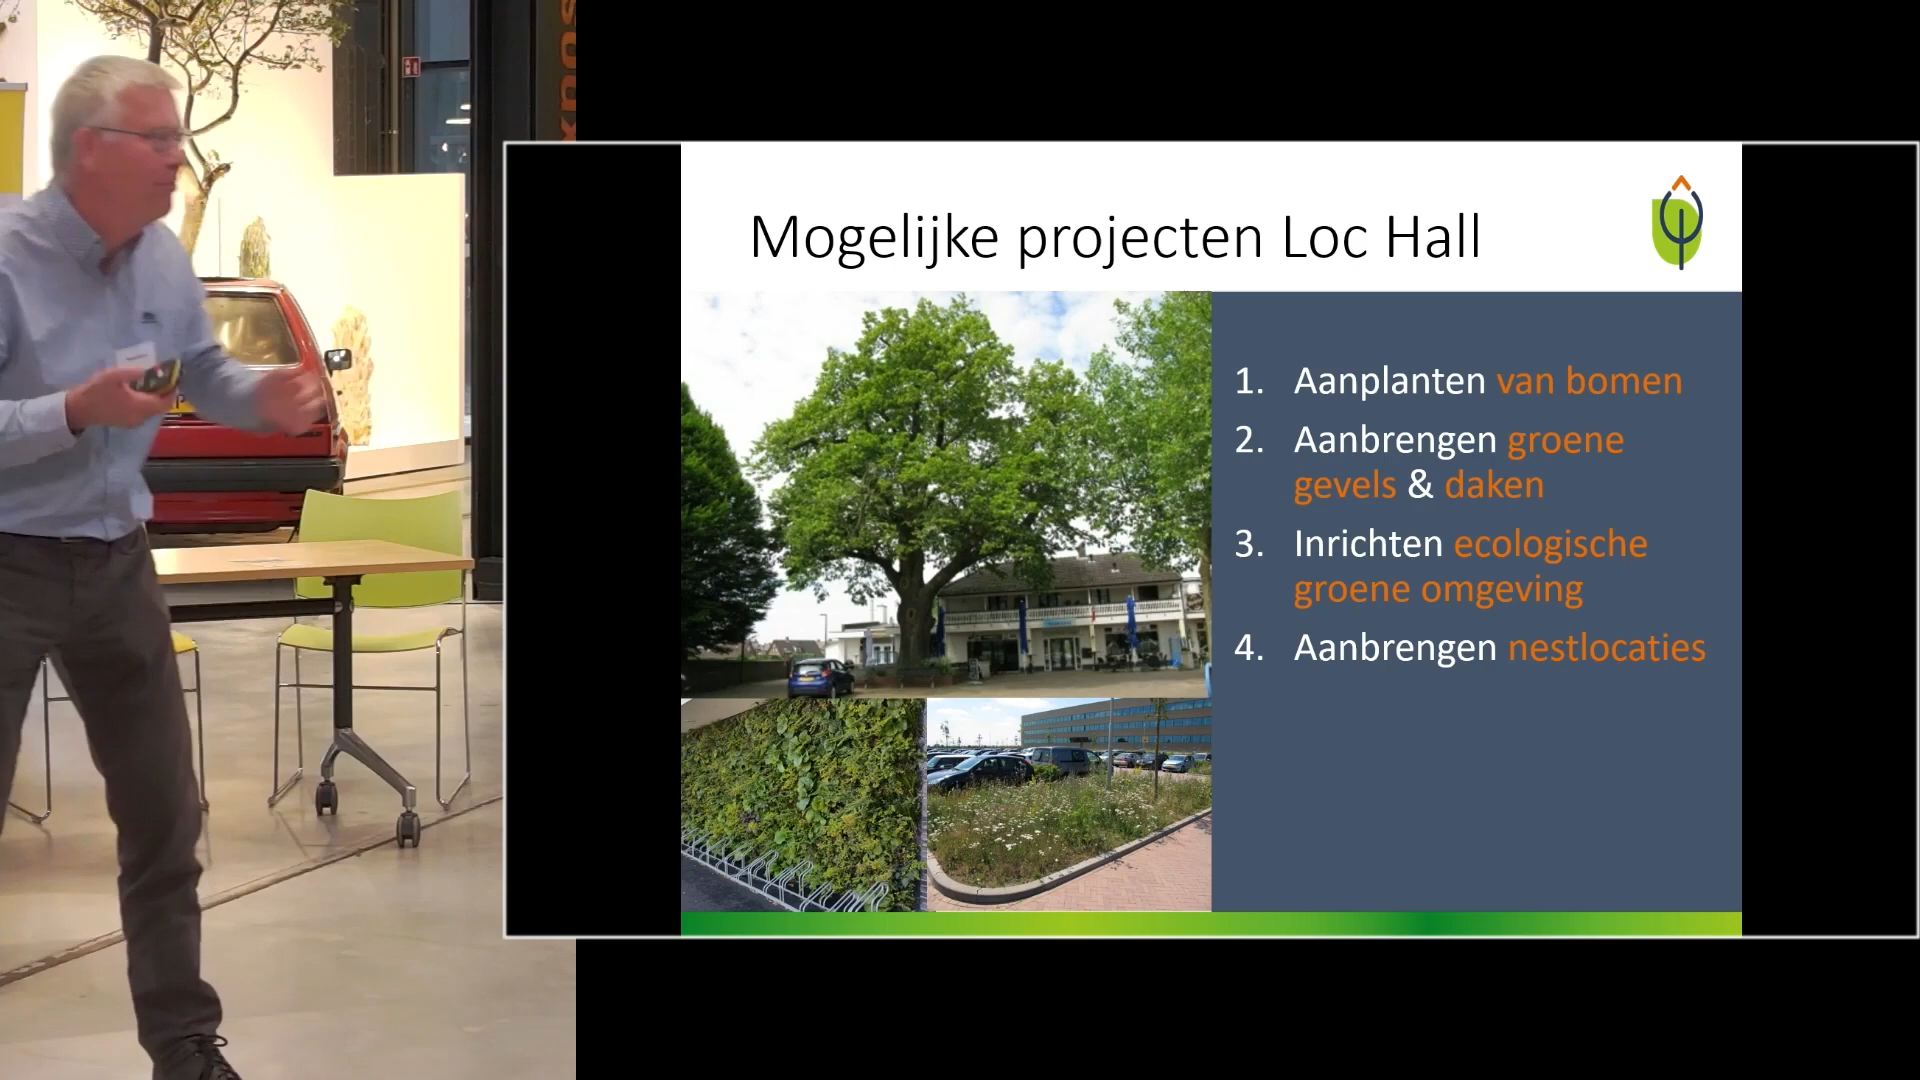 Mogelijke projecten Loc Hall
1. Aanplanten van bomen
2. Aanbrengen groene
gevels & daken
3. Inrichten ecologische
groene omgeving
4. Aanbrengen nestlocaties